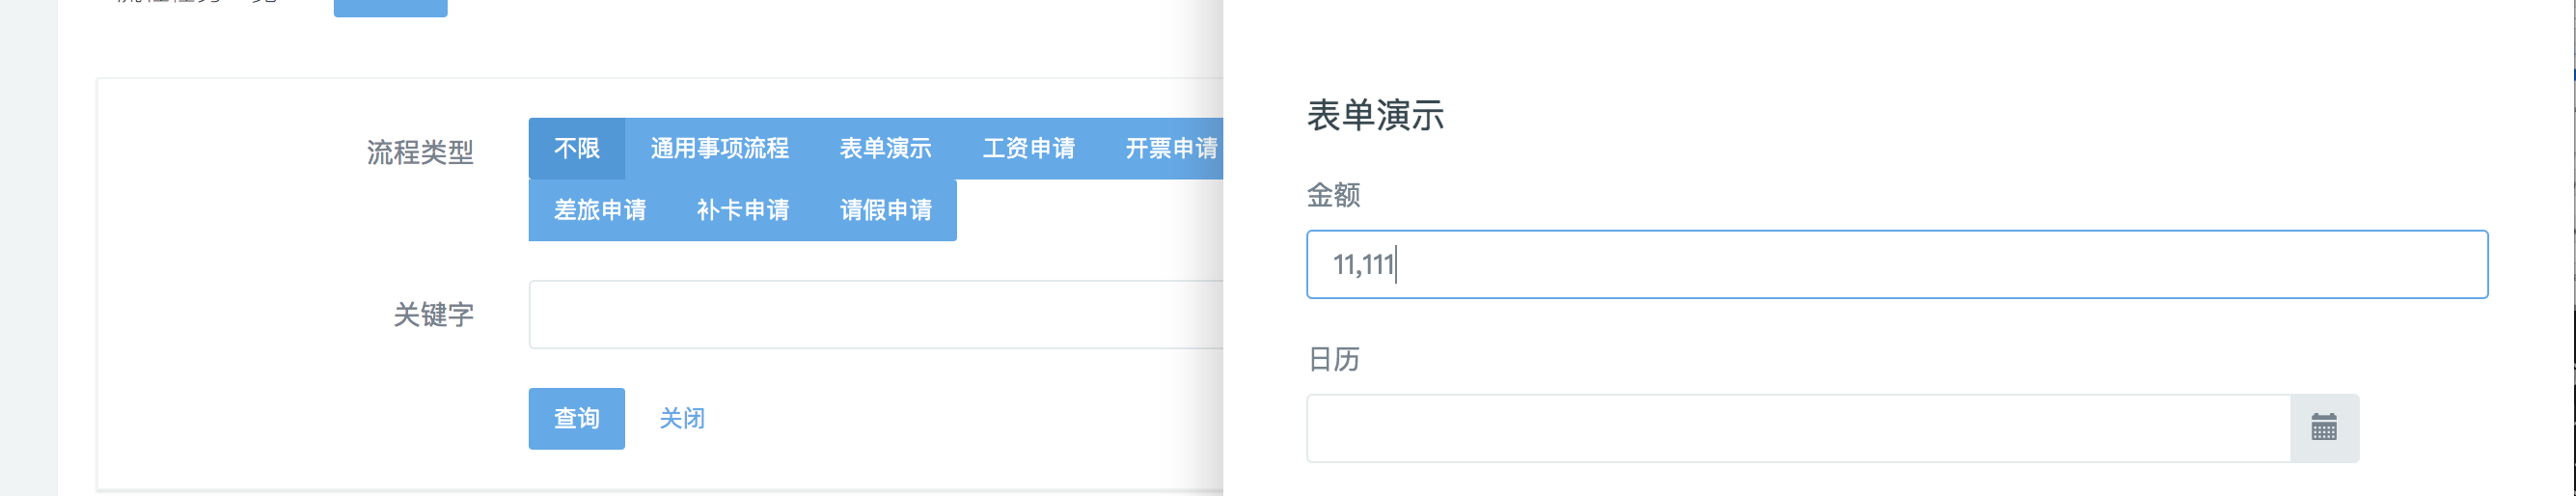 流程类型
不限 通用事项流程 表单演示 工资申请 开票申请
差旅申请 补卡申请 请假申请
关键字
查询 关闭
表单演示
金额
11,111
日历